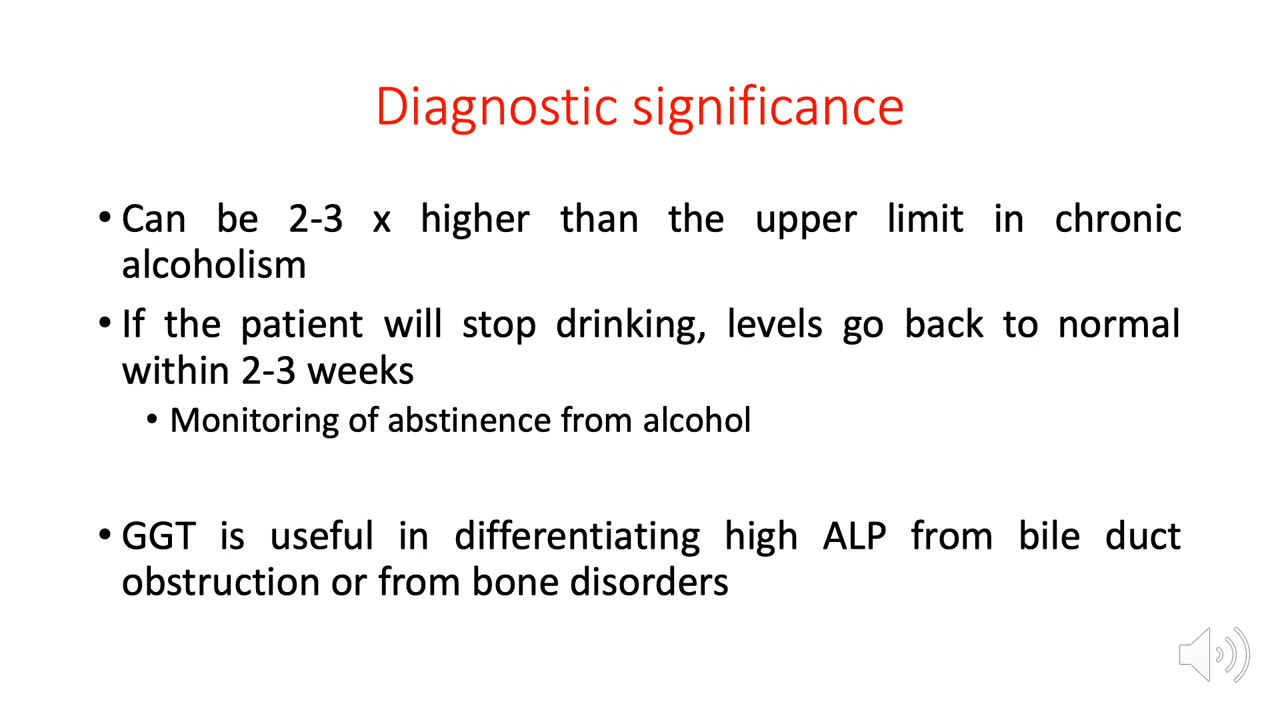 Diagnostic significance
• Can be 2-3 x higher than the upper limit in chronic
alcoholism
• If the patient will stop drinking, levels go back to normal
within 2-3 weeks
• Monitoring of abstinence from alcohol
• GGT is useful in differentiating high ALP from bile duct
obstruction or from bone disorders